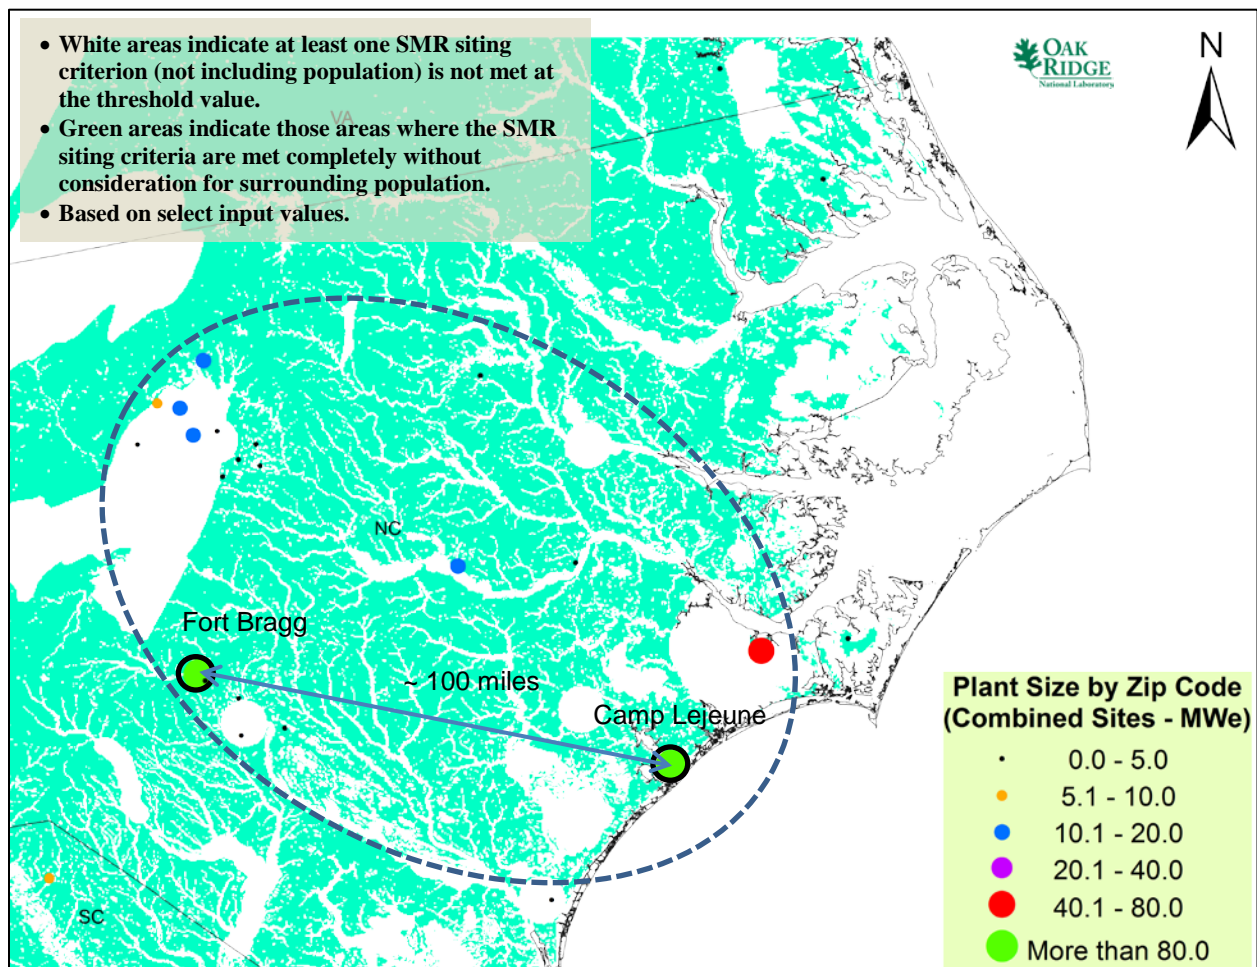 • White areas indicate at least one SMR siting
criterion (not including population) is not met at
the threshold value.
• Green areas indicate those areas where the SMR
siting criteria are met completely without
consideration for surrounding population.
• Based on select input values.
VA
OAK
RIDGE
National Laboratory
N
NC
Fort Bragg
~ 100 miles
Camp Lejeune
SC
Plant Size by Zip Code
(Combined Sites - MWe)
0.0 - 5.0
5.1 - 10.0
10.1 - 20.0
20.1 - 40.0
40.1 - 80.0
More than 80.0